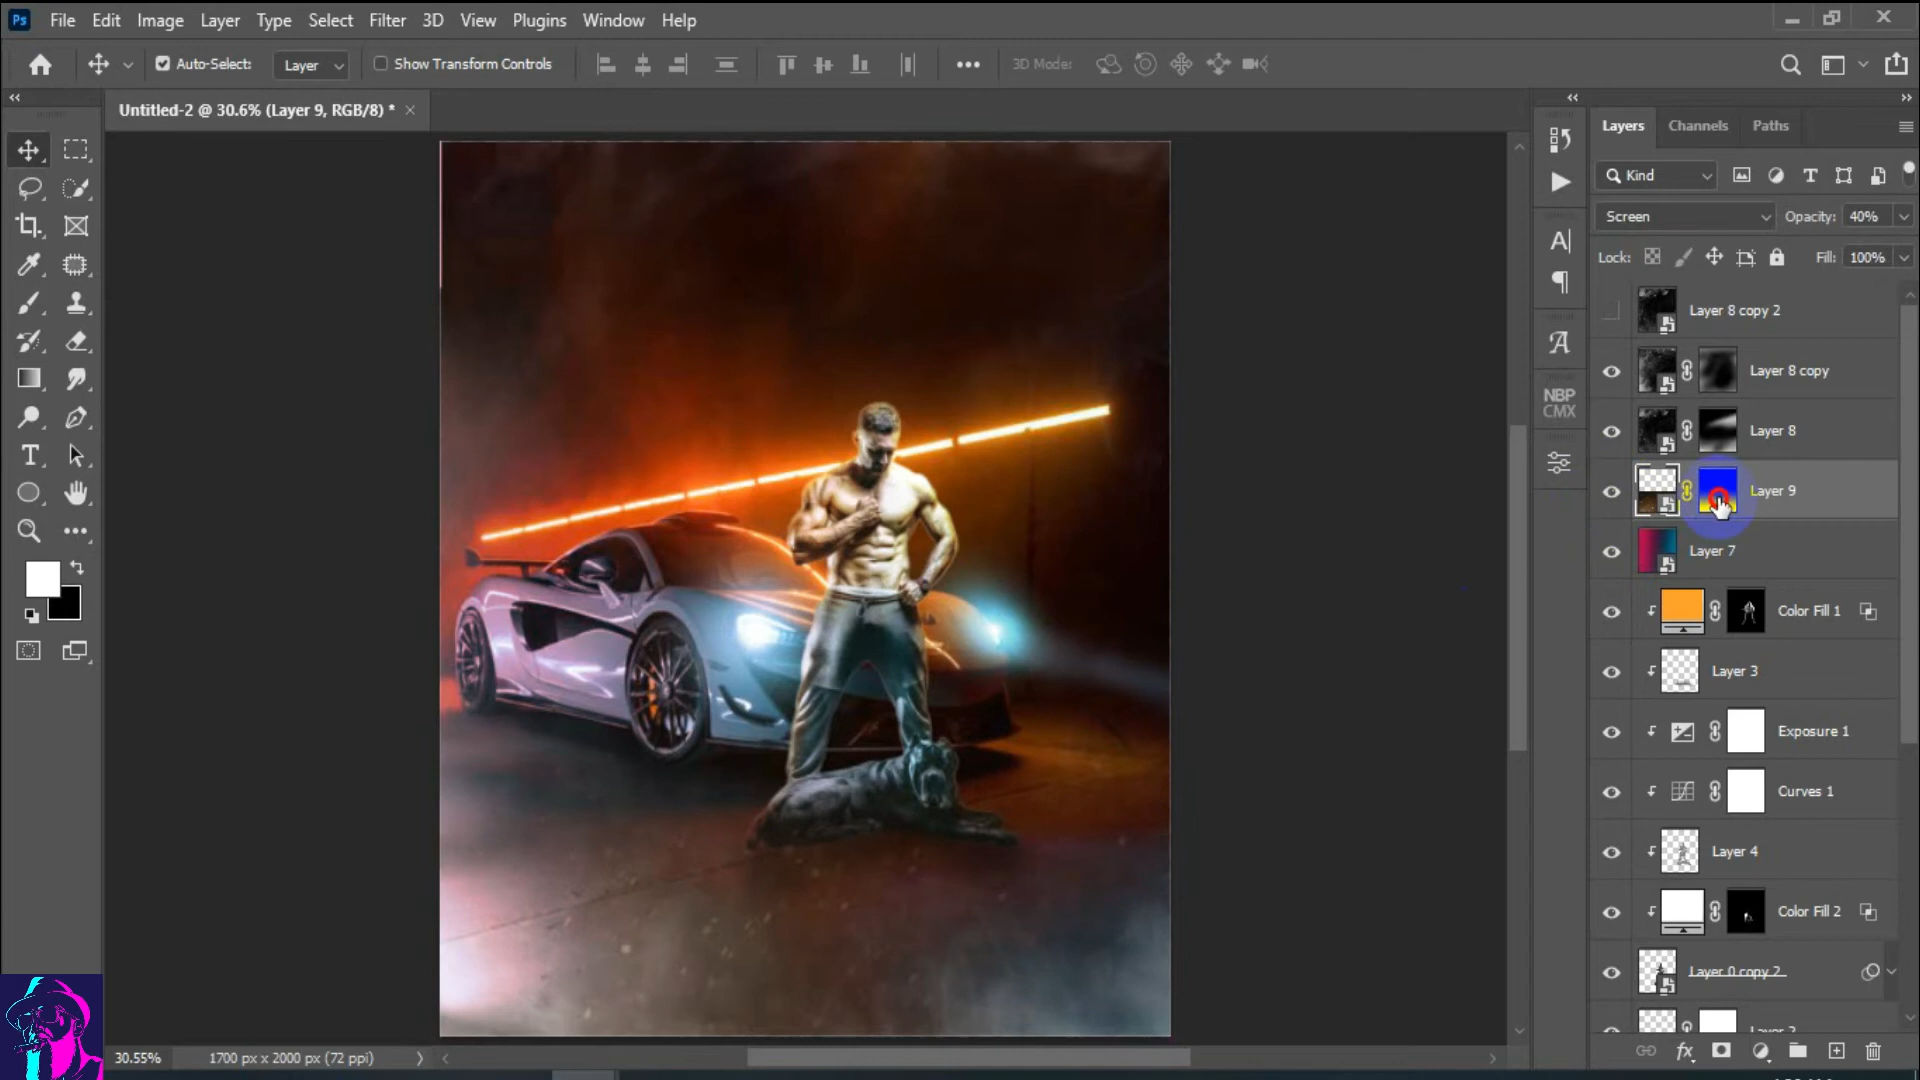 Ps File Edit Image Layer Type Select Filter 3D View Plugins Window Help
Auto-Select: Layer Show Transform Controls 3D Mode:
Untitled-2 @ 30.6% (Layer 9, RGB/8) *
Layers Channels Paths
Kind
Screen Opacity: 40%
Lock: Fill: 100%
Layer 8 copy 2
Layer 8 copy
NBP
CMX
Layer 8
Layer 9
Layer 7
Color Fill 1
Layer 3
Exposure 1
Curves 1
Layer 4
Color Fill 2
Layer 0 copy 2
30.55% 1700 px x 2000 px (72 ppi)